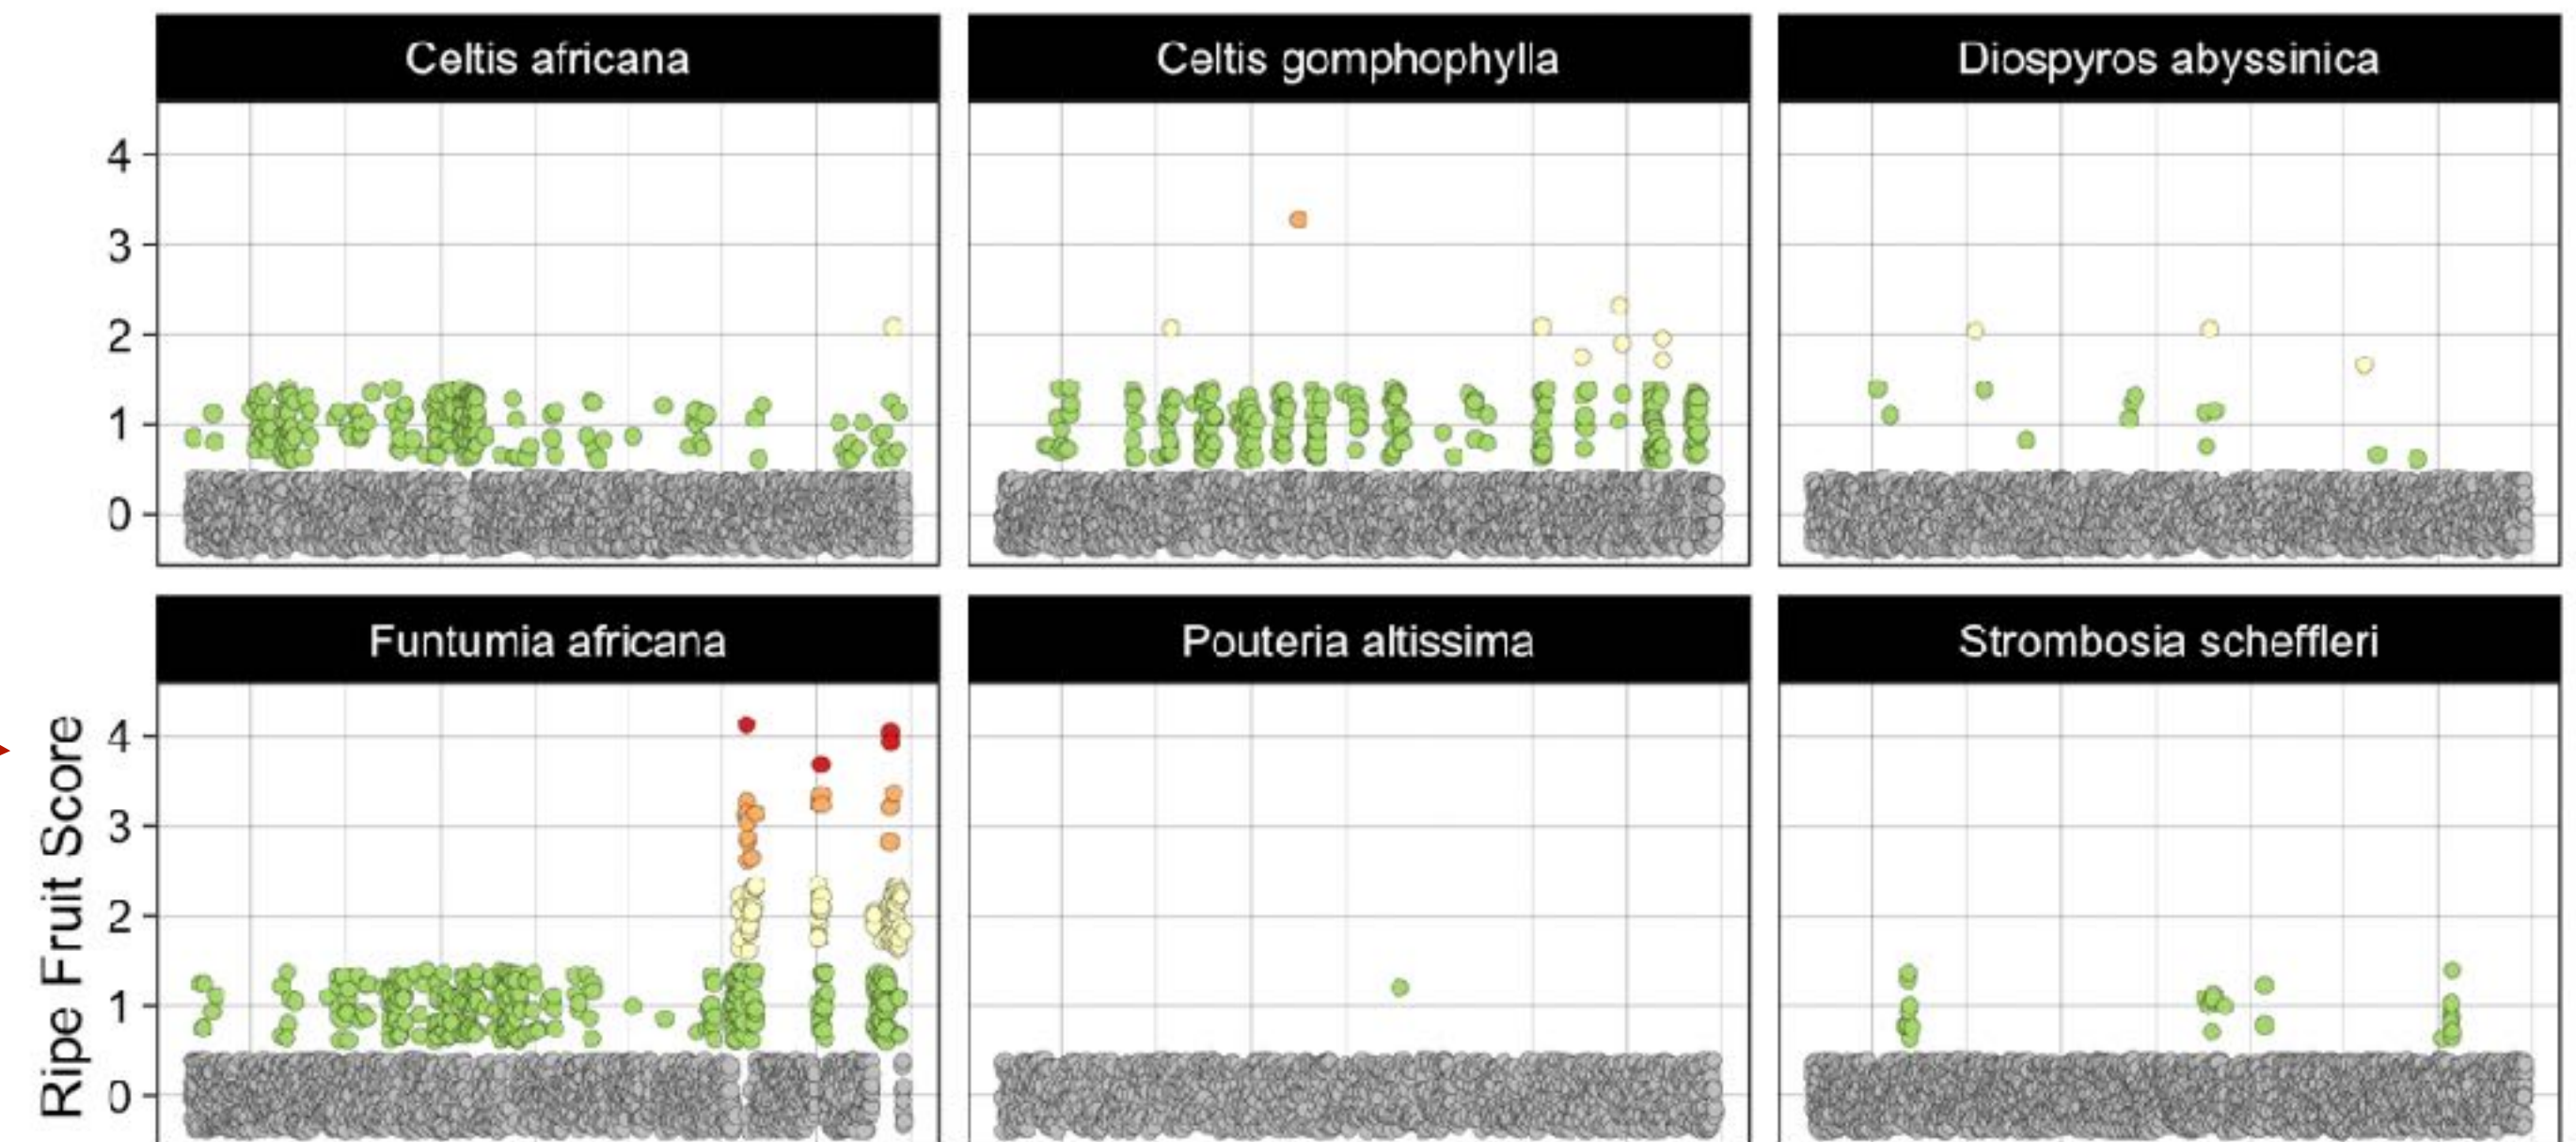 Celtis africana
Celtis gomphophylla
Diospyros abyssinica
4
3
2
1
0
Funtumia africana
Pouteria altissima
Strombosia scheffleri
Ripe Fruit Score
4
3
2
1
0